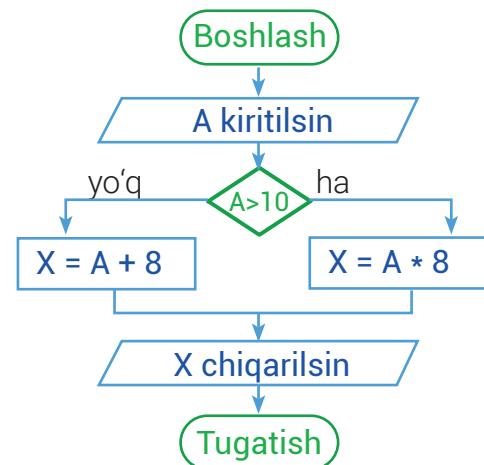 Boshlash
A kiritilsin
yo‘q
ha
A>10
X = A + 8
X = A * 8
X chiqarilsin
Tugatish